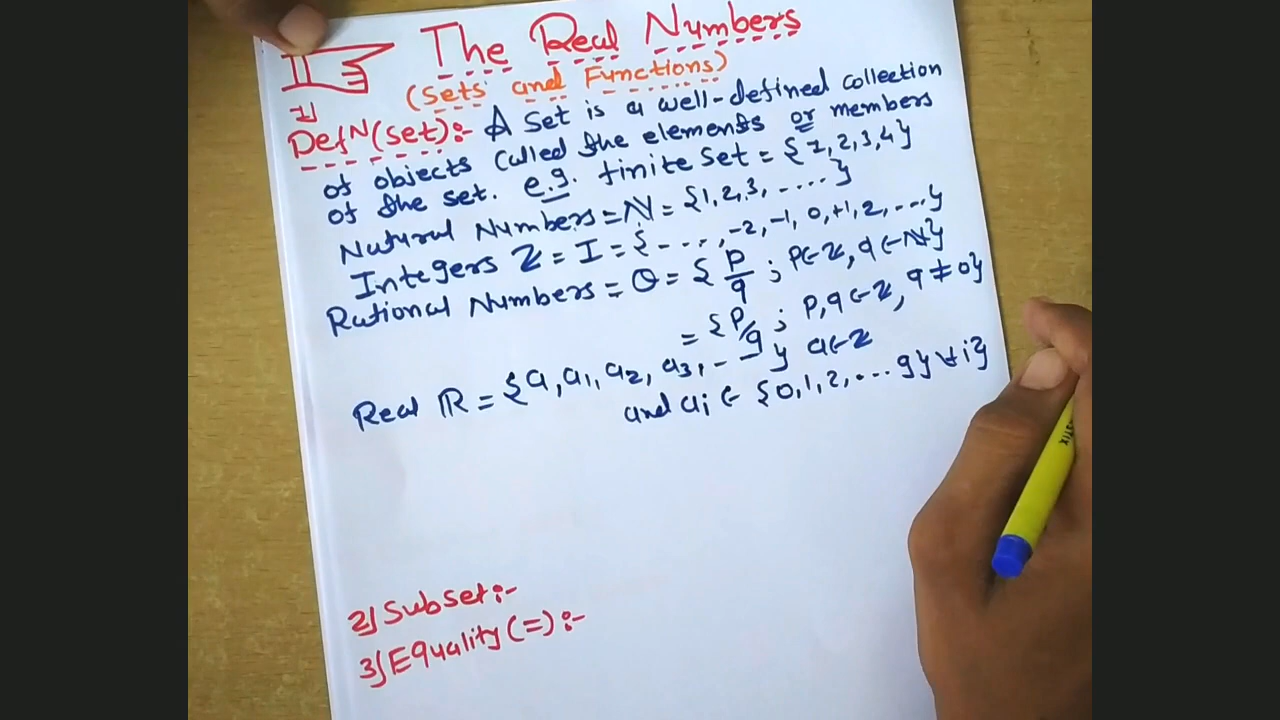 The Real Numbers
(Sets and Functions)
1)
Defᴺ(set):- A Set is a well-defined collection
of objects called the elements or members
of the set. e.g. finite Set = {1,2,3,4}
Natural Numbers = ℕ = {1,2,3, ....}
Integers ℤ = I = {...., -2, -1, 0, +1, 2, ....}
Rational Numbers = Q = { p/q ; p∈ℤ, q∈ℕ}
= {p/q ; p,q∈ℤ, q≠0}
Real ℝ = {a, a₁, a₂, a₃, --- } a∈ℤ
and aᵢ ∈ {0,1,2, ... 9} ∀i}
2) Subset:-
3) Equality(=):-